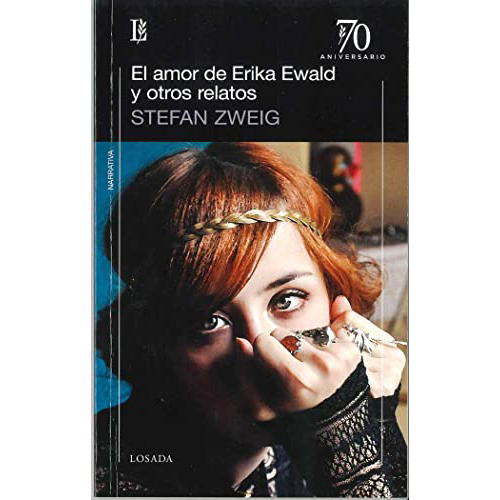 70
ANIVERSARIO
El amor de Erika Ewald
y otros relatos
STEFAN ZWEIG
NARRATIVA
LOSADA